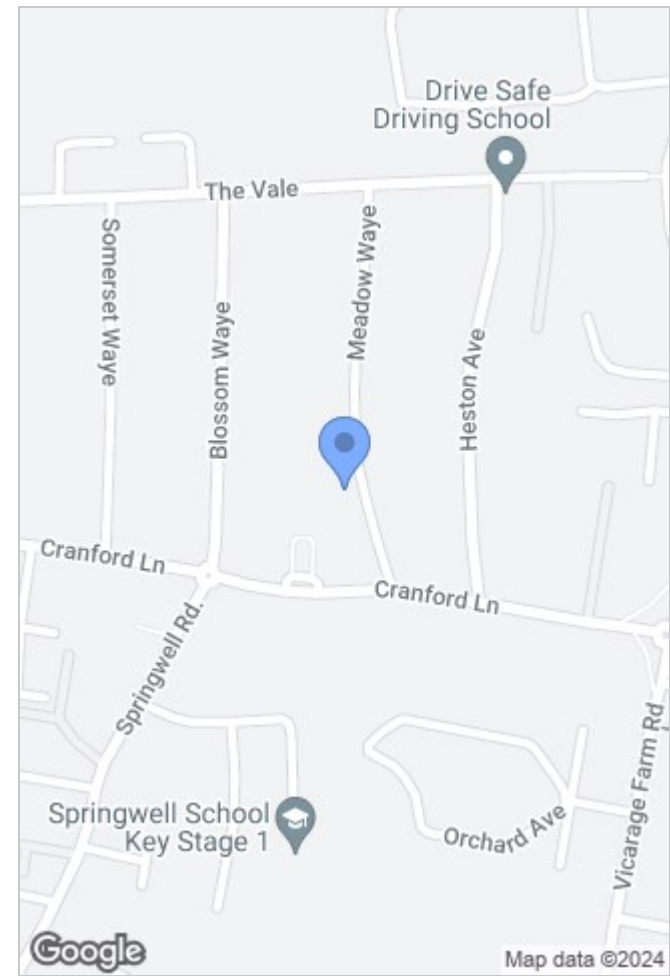 Drive Safe
Driving School
The Vale
Somerset Waye
Blossom Waye
Meadow Waye
Heston Ave
Cranford Ln
Cranford Ln
Springwell Rd.
Vicarage Farm Rd
Springwell School
Key Stage 1
Orchard Ave
Google
Map data ©2024